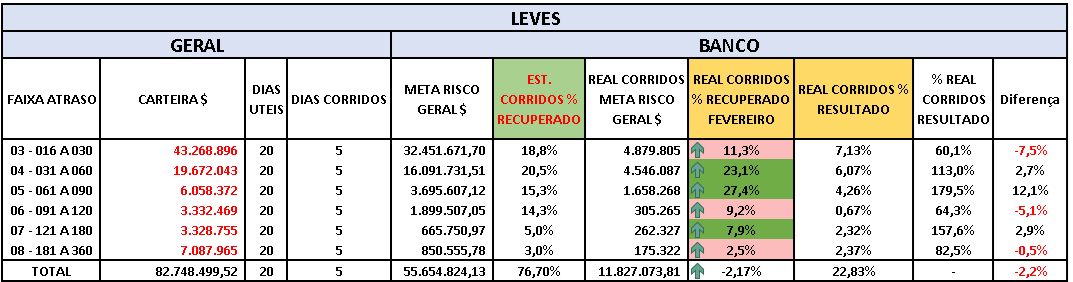 LEVES
GERAL BANCO
FAIXA ATRASO CARTEIRA $ DIAS UTEIS DIAS CORRIDOS META RISCO GERAL $ EST. CORRIDOS % RECUPERADO REAL CORRIDOS META RISCO GERAL $ REAL CORRIDOS % RECUPERADO FEVEREIRO REAL CORRIDOS % RESULTADO % REAL CORRIDOS RESULTADO Diferença
03 - 016 A 030 43.268.896 20 5 32.451.671,70 18,8% 4.879.805 11,3% 7,13% 60,1% -7,5%
04 - 031 A 060 19.672.043 20 5 16.091.731,51 20,5% 4.546.087 23,1% 6,07% 113,0% 2,7%
05 - 061 A 090 6.058.372 20 5 3.695.607,12 15,3% 1.658.268 27,4% 4,26% 179,5% 12,1%
06 - 091 A 120 3.332.469 20 5 1.899.507,05 14,3% 305.265 9,2% 0,67% 64,3% -5,1%
07 - 121 A 180 3.328.755 20 5 665.750,97 5,0% 262.327 7,9% 2,32% 157,6% 2,9%
08 - 181 A 360 7.087.965 20 5 850.555,78 3,0% 175.322 2,5% 2,37% 82,5% -0,5%
TOTAL 82.748.499,52 20 5 55.654.824,13 76,70% 11.827.073,81 -2,17% 22,83% - -2,2%